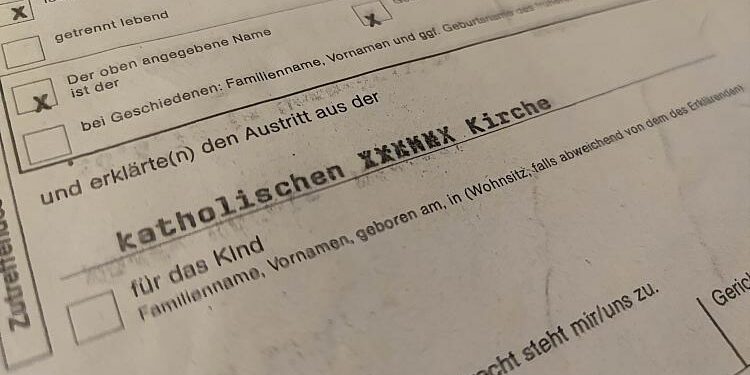 X
getrennt lebend
X
X
Der oben angegebene Name
ist der
bei Geschiedenen: Familienname, Vornamen und ggf. Geburtsname des
und erklärte(n) den Austritt aus der
katholischen XXXXXX Kirche
für das Kind
Familienname, Vornamen, geboren am, in (Wohnsitz, falls abweichend von dem des Erklärenden)
echt steht mir/uns zu.